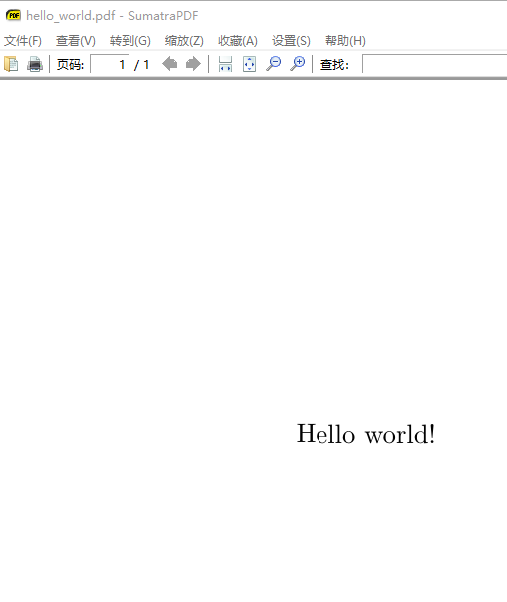 PDF hello_world.pdf - SumatraPDF
文件(F) 查看(V) 转到(G) 缩放(Z) 收藏(A) 设置(S) 帮助(H)
页码: 1 / 1 查找:
Hello world!